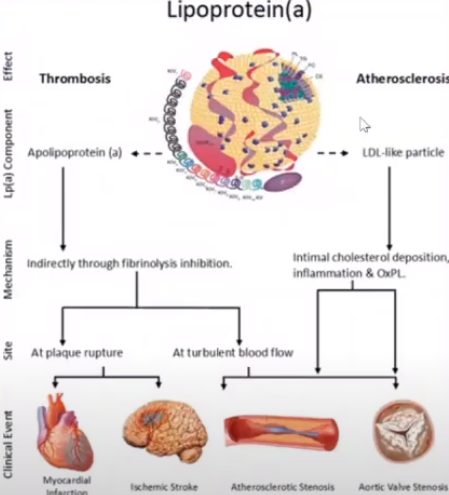 Lipoprotein(a)
Effect
Thrombosis
Atherosclerosis
Lp(a) Component
Apolipoprotein (a)
LDL-like particle
Mechanism
Indirectly through fibrinolysis inhibition.
Intimal cholesterol deposition,
inflammation & OxPL.
Site
At plaque rupture
At turbulent blood flow
Clinical Event
Myocardial
Infarction
Ischemic Stroke
Atherosclerotic Stenosis
Aortic Valve Stenosis